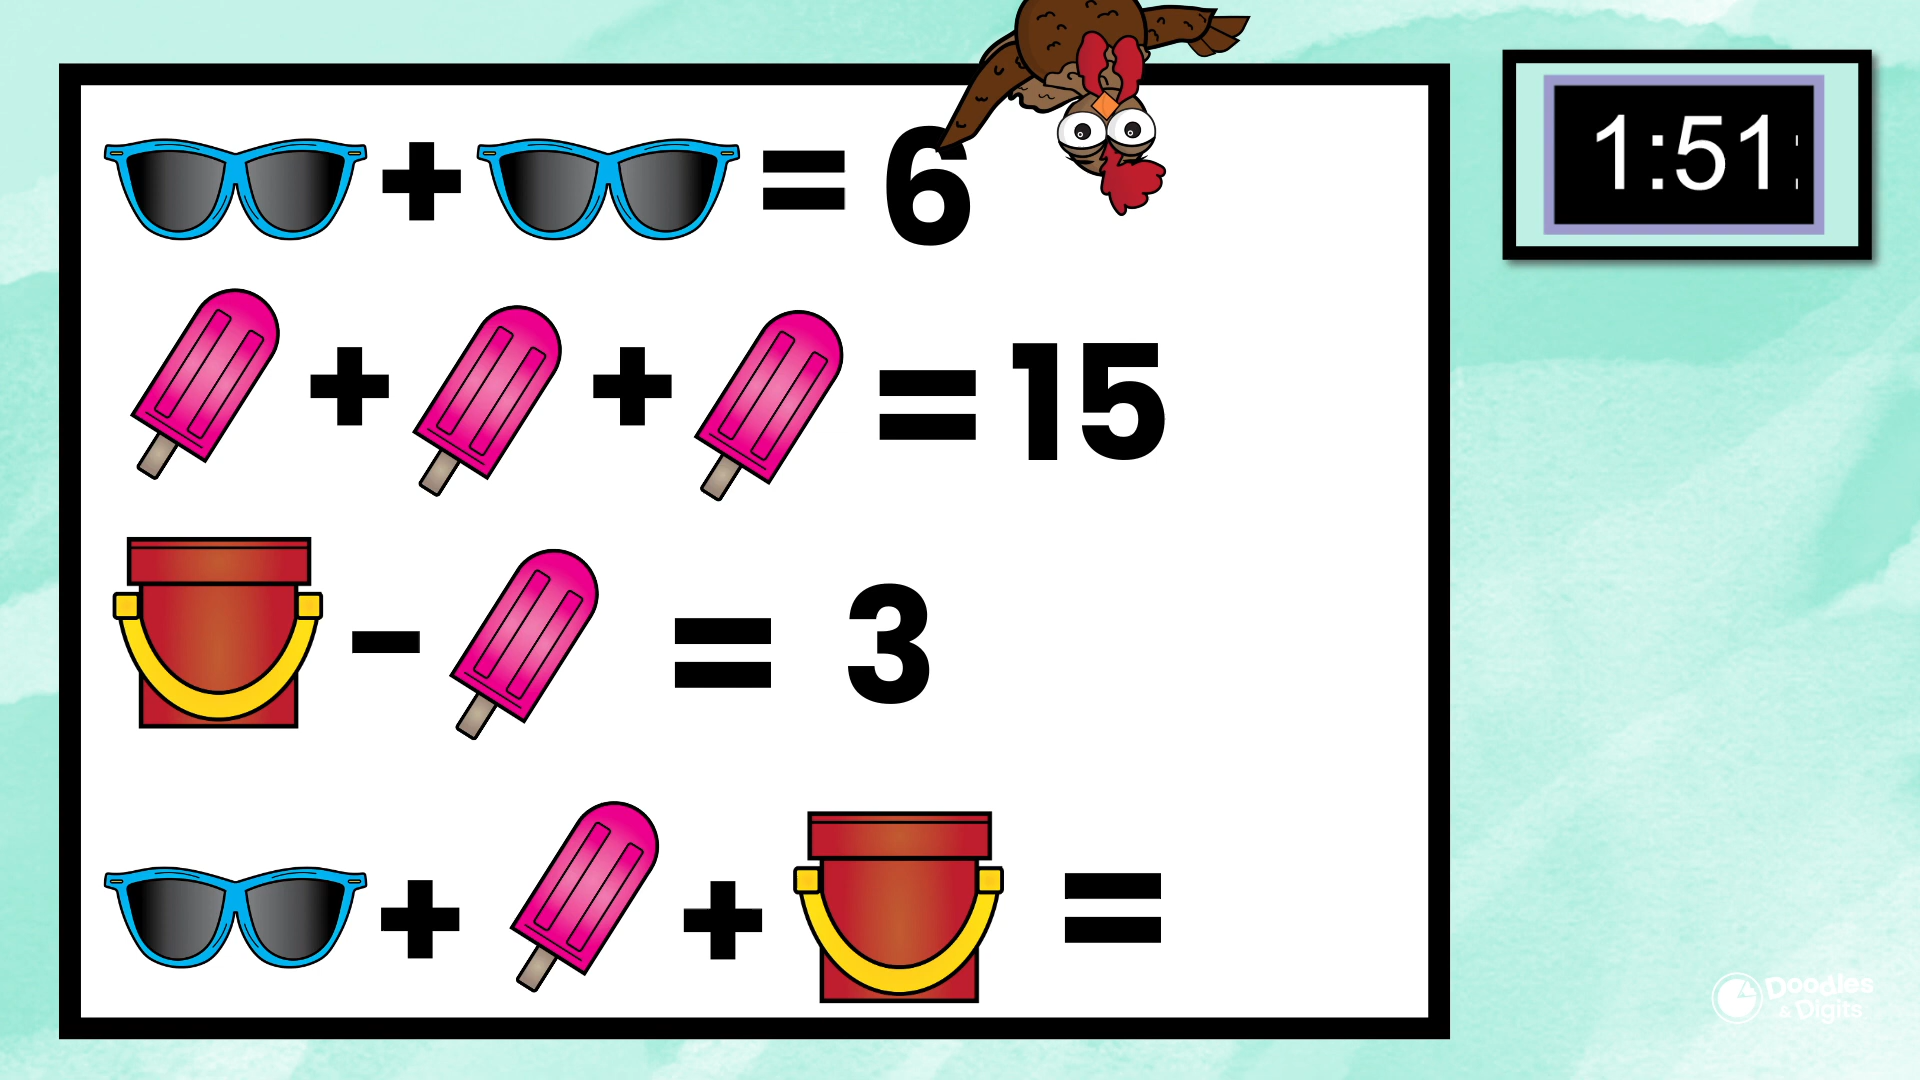 + = 6
1:51:
+ + = 15
- = 3
+ + =
Doodles
& Digits